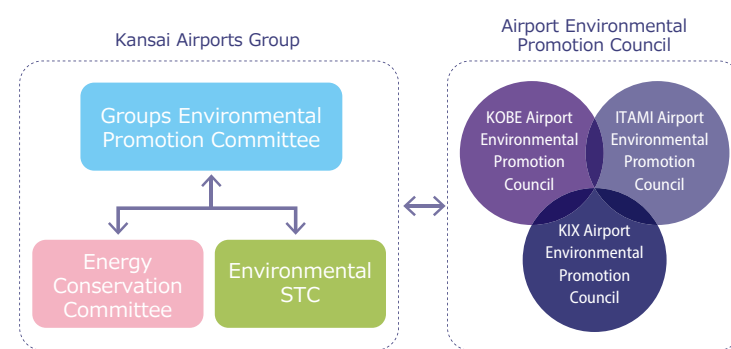 Kansai Airports Group
Groups Environmental
Promotion Committee
Energy
Conservation
Committee
Environmental
STC
Airport Environmental
Promotion Council
KOBE Airport
Environmental
Promotion
Council
ITAMI Airport
Environmental
Promotion
Council
KIX Airport
Environmental
Promotion
Council